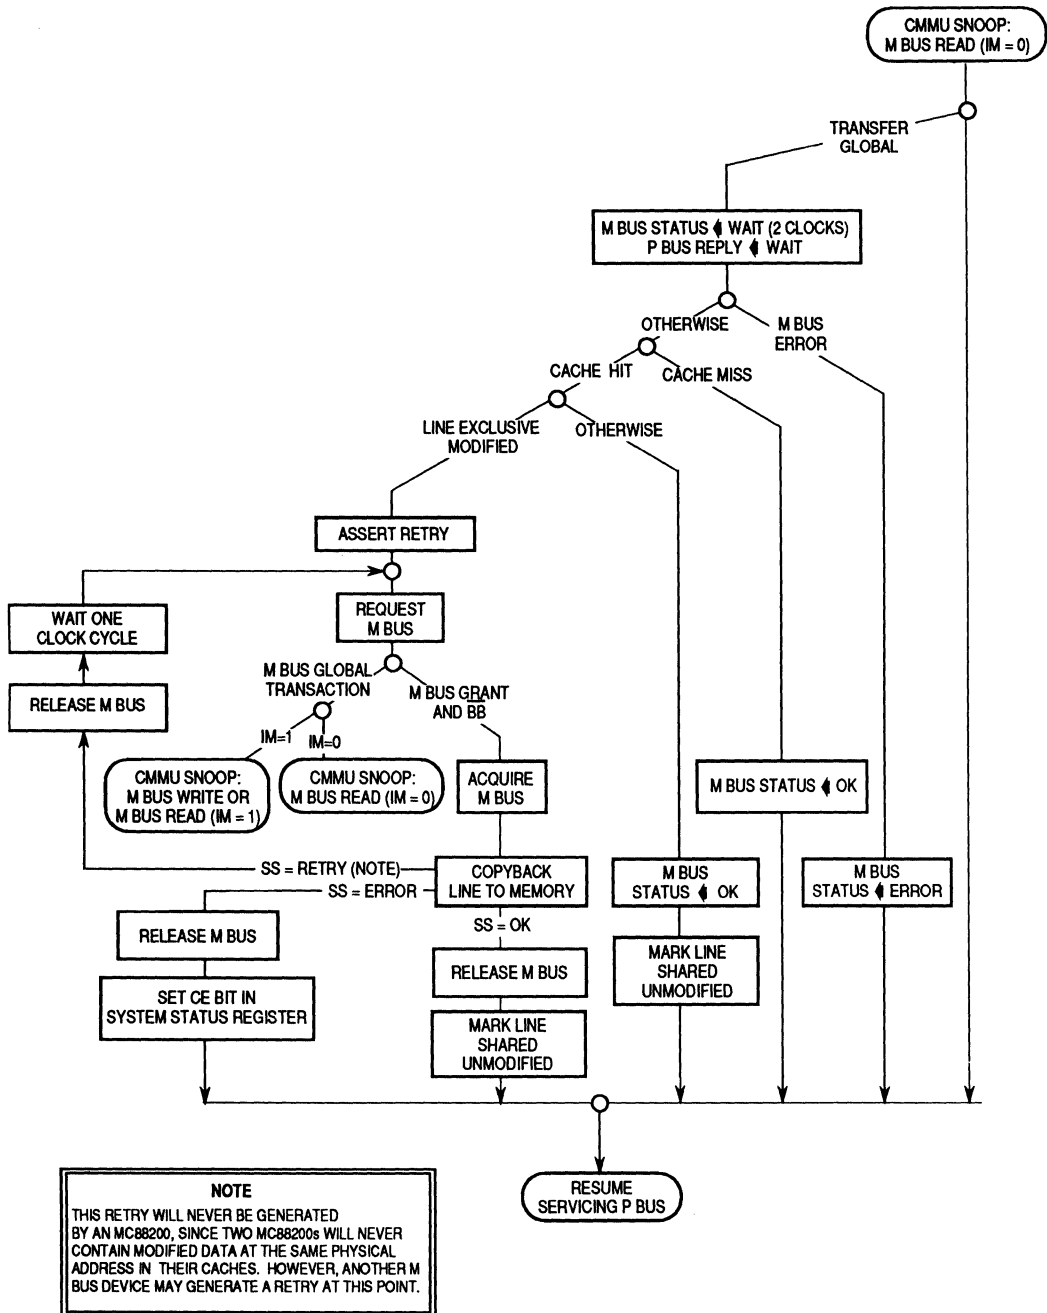 CMMU SNOOP:
M BUS READ (IM = 0)
TRANSFER
GLOBAL
M BUS STATUS ⮜ WAIT (2 CLOCKS)
P BUS REPLY ⮜ WAIT
OTHERWISE
M BUS
ERROR
CACHE HIT
CACHE MISS
LINE EXCLUSIVE
MODIFIED
OTHERWISE
ASSERT RETRY
WAIT ONE
CLOCK CYCLE
REQUEST
M BUS
M BUS GLOBAL
TRANSACTION
M BUS GRANT
AND B̅B̅
RELEASE M BUS
IM=1
IM=0
CMMU SNOOP:
M BUS WRITE OR
M BUS READ (IM = 1)
CMMU SNOOP:
M BUS READ (IM = 0)
ACQUIRE
M BUS
M BUS STATUS ⮜ OK
SS = RETRY (NOTE)
SS = ERROR
COPYBACK
LINE TO MEMORY
SS = OK
M BUS
STATUS ⮜ OK
M BUS
STATUS ⮜ ERROR
RELEASE M BUS
SET CE BIT IN
SYSTEM STATUS REGISTER
RELEASE M BUS
MARK LINE
SHARED
UNMODIFIED
MARK LINE
SHARED
UNMODIFIED
RESUME
SERVICING P BUS
NOTE
THIS RETRY WILL NEVER BE GENERATED
BY AN MC88200, SINCE TWO MC88200s WILL NEVER
CONTAIN MODIFIED DATA AT THE SAME PHYSICAL
ADDRESS IN THEIR CACHES. HOWEVER, ANOTHER M
BUS DEVICE MAY GENERATE A RETRY AT THIS POINT.